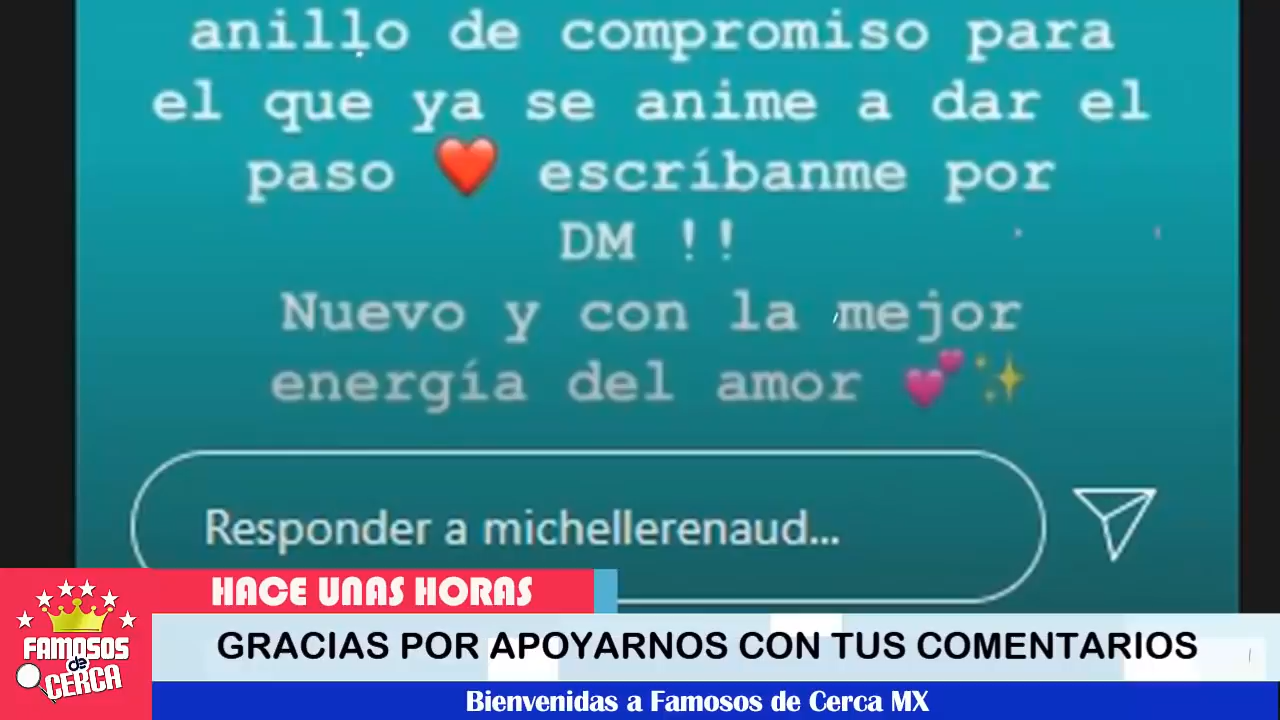 anillo de compromiso para
el que ya se anime a dar el
paso ❤️ escríbanme por
DM !!
Nuevo y con la mejor
energía del amor 💕✨
Responder a michellerenaud...
HACE UNAS HORAS
GRACIAS POR APOYARNOS CON TUS COMENTARIOS
Bienvenidas a Famosos de Cerca MX
FAMOSOS
de
CERCA